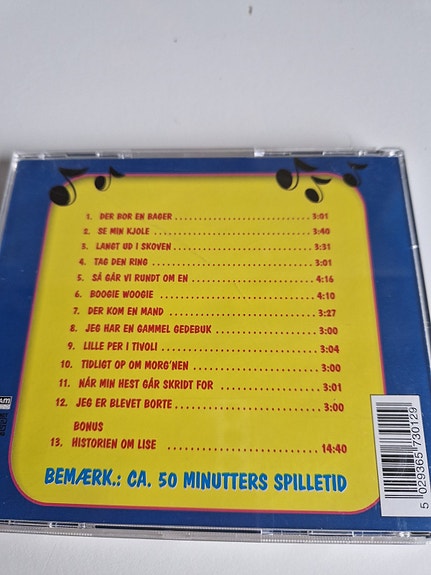 1. DER BOR EN BAGER 3:01
2. SE MIN KJOLE 3:40
3. LANGT UD I SKOVEN 3:31
4. TAG DEN RING 3:01
5. SÅ GÅR VI RUNDT OM EN 4:16
6. BOOGIE WOOGIE 4:10
7. DER KOM EN MAND 3:27
8. JEG HAR EN GAMMEL GEDEBUK 3:00
9. LILLE PER I TIVOLI 3:04
10. TIDLIGT OP OM MORG'NEN 3:00
11. NÅR MIN HEST GÅR SKRIDT FOR 3:01
12. JEG ER BLEVET BORTE 3:00
BONUS
13. HISTORIEN OM LISE 14:40
BEMÆRK.: CA. 50 MINUTTERS SPILLETID
5 029365 730129